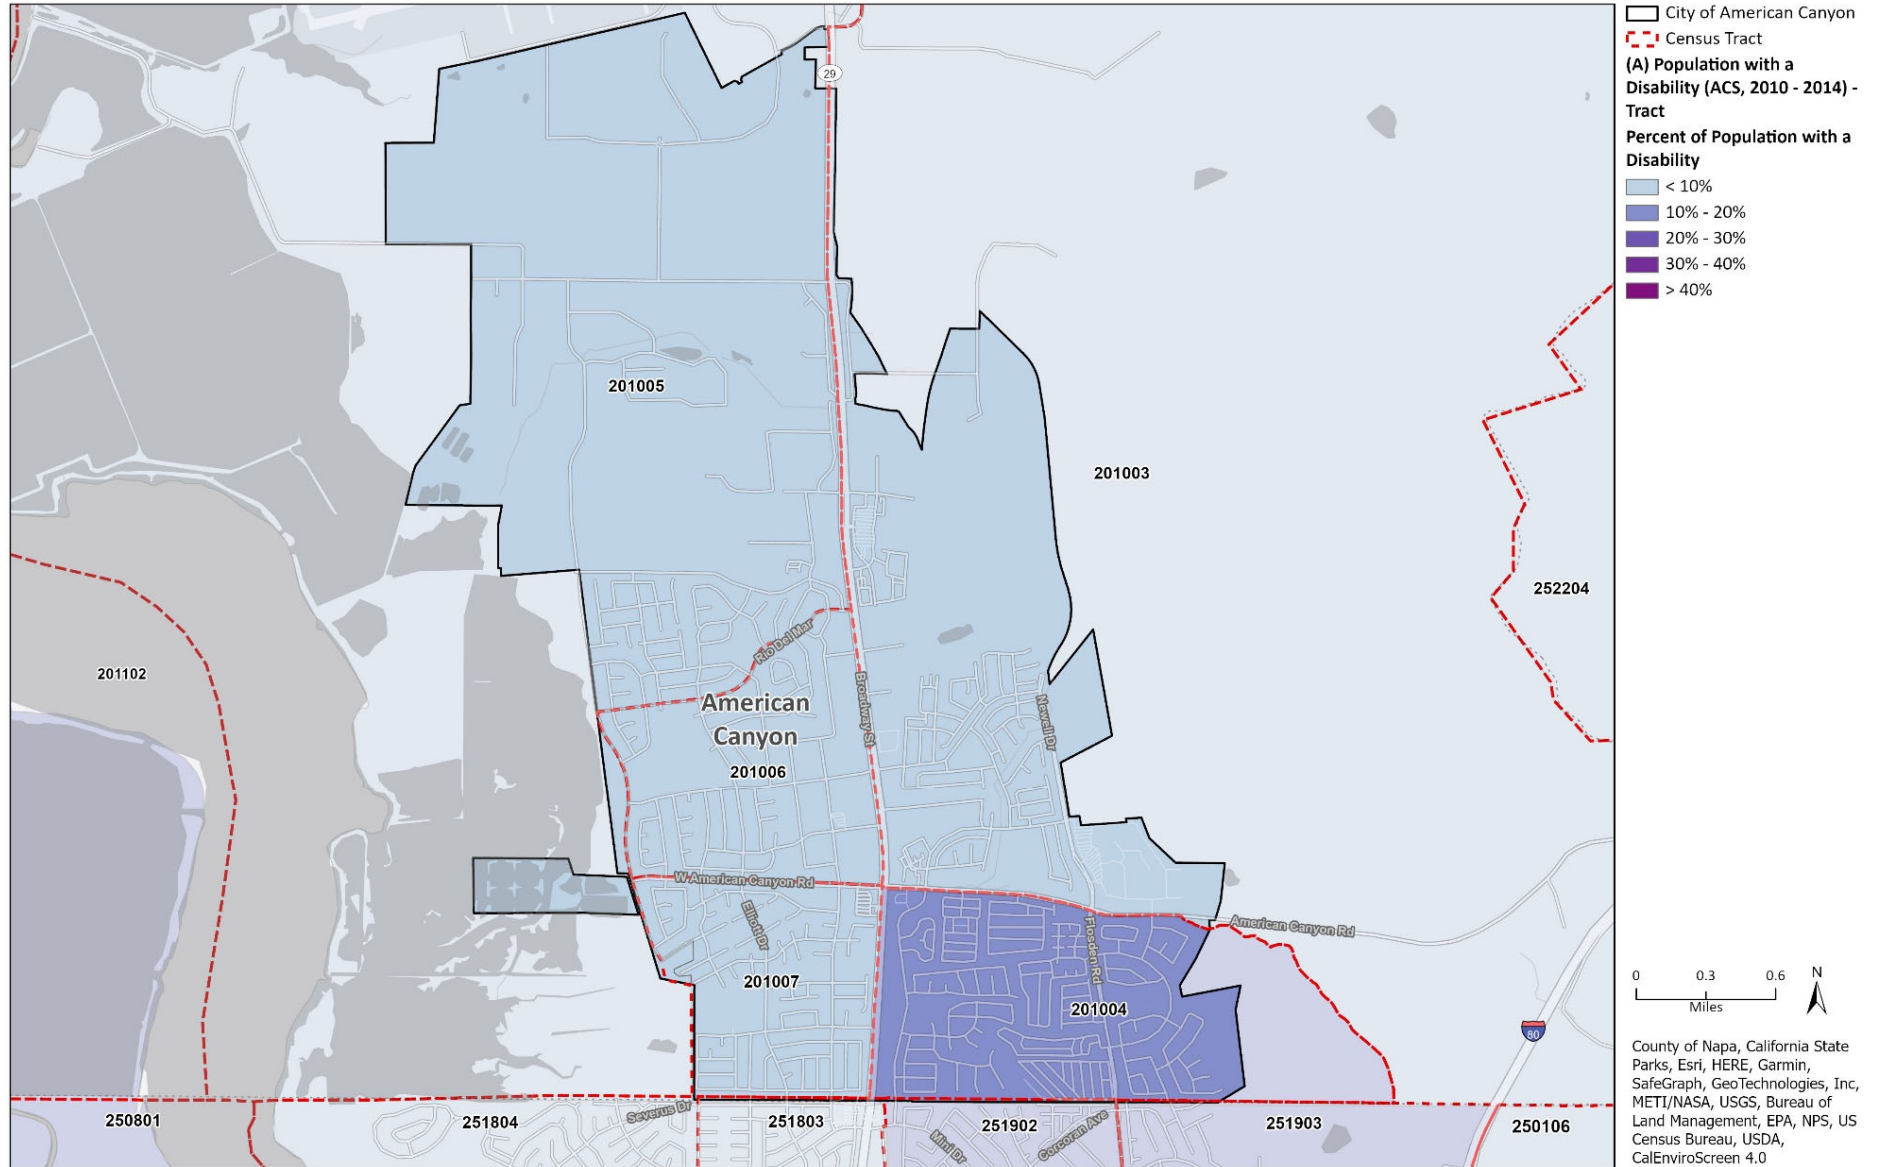 City of American Canyon
Census Tract
(A) Population with a
Disability (ACS, 2010 - 2014) -
Tract
Percent of Population with a
Disability
< 10%
10% - 20%
20% - 30%
30% - 40%
> 40%
29
201005
201003
252204
201102
Rio Del Mar
American
Canyon
Broadway St
Newell Dr
201006
W American Canyon Rd
Elliott Dr
American Canyon Rd
Flosden Rd
201007
201004
80
250801
251804
Severus Dr
251803
251902
Mini Dr
Corcoran Ave
251903
250106
0 0.3 0.6
Miles
N
County of Napa, California State
Parks, Esri, HERE, Garmin,
SafeGraph, GeoTechnologies, Inc,
METI/NASA, USGS, Bureau of
Land Management, EPA, NPS, US
Census Bureau, USDA,
CalEnviroScreen 4.0